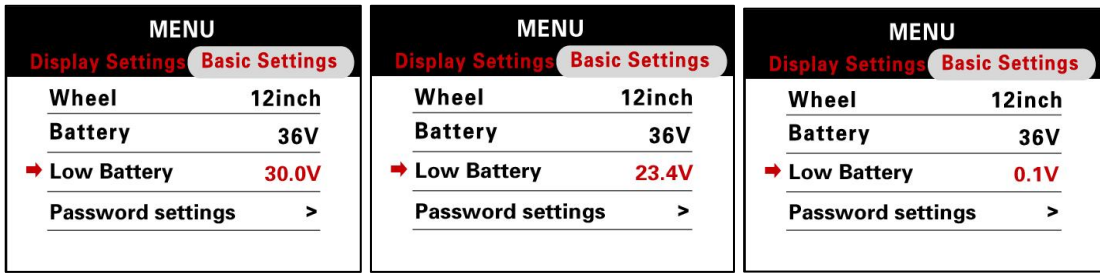 MENU
Display Settings Basic Settings
Wheel 12inch
Battery 36V
Low Battery 30.0V
Password settings >
MENU
Display Settings Basic Settings
Wheel 12inch
Battery 36V
Low Battery 23.4V
Password settings >
MENU
Display Settings Basic Settings
Wheel 12inch
Battery 36V
Low Battery 0.1V
Password settings >